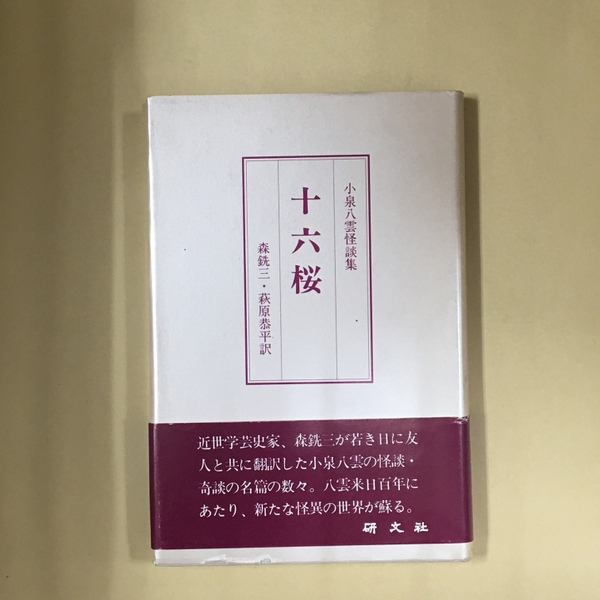 小泉八雲怪談集
十六桜
森銑三・萩原恭平訳
近世学芸史家、森銑三が若き日に友
人と共に翻訳した小泉八雲の怪談・
奇談の名篇の数々。八雲来日百年に
あたり、新たな怪異の世界が蘇る。
研文社